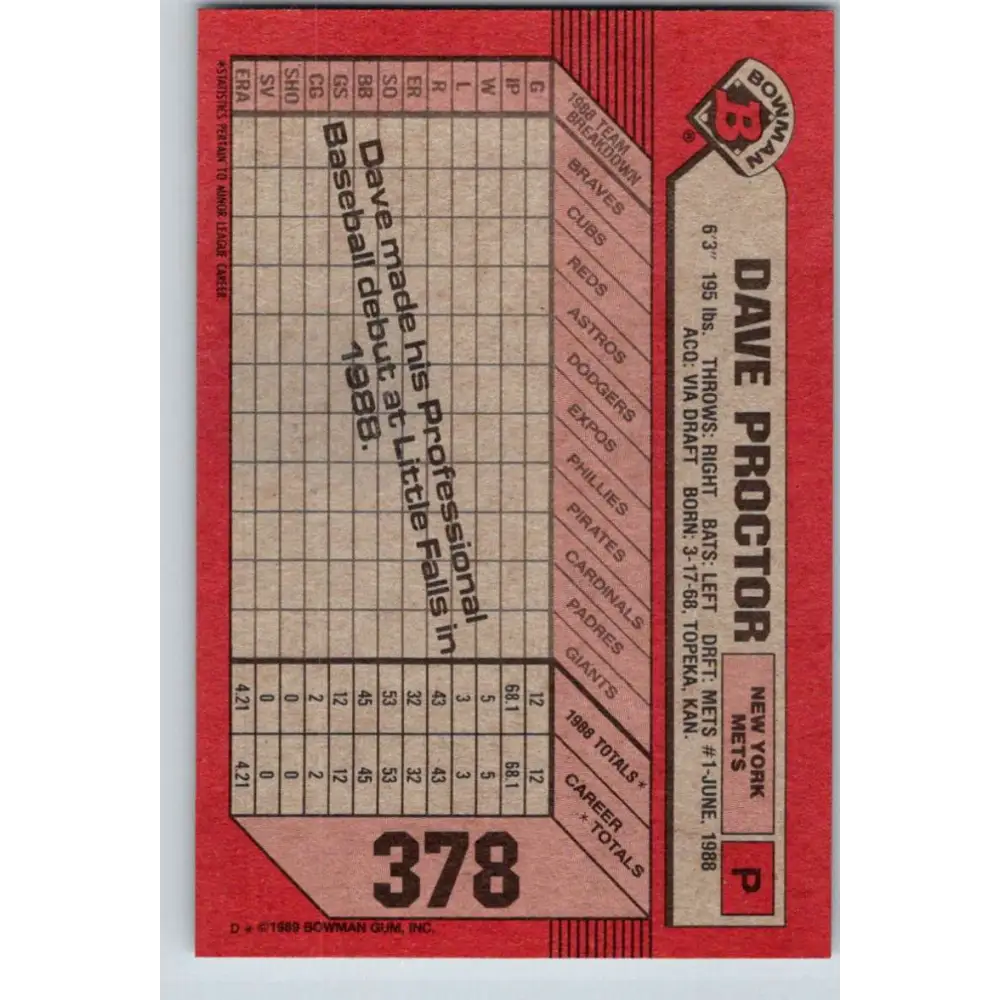 BOWMAN
B
®
DAVE PROCTOR
NEW YORK
METS
P
6'3" 195 lbs. THROWS: RIGHT BATS: LEFT DRFT: METS #1-JUNE, 1988
ACQ: VIA DRAFT BORN: 3-17-68, TOPEKA, KAN.
1988 TEAM
BREAKDOWN
BRAVES
CUBS
REDS
ASTROS
DODGERS
EXPOS
PHILLIES
PIRATES
CARDINALS
PADRES
GIANTS
1988 TOTALS *
CAREER
* TOTALS
G 12 12
IP 68.1 68.1
W 5 5
L 3 3
R 43 43
ER 32 32
SO 53 53
BB 45 45
GS 12 12
CG 2 2
SHO 0 0
SV 0 0
ERA 4.21 4.21
Dave made his Professional
Baseball debut at Little Falls in
1988.
378
*STATISTICS PERTAIN TO MINOR LEAGUE CAREER.
D * ©1989 BOWMAN GUM, INC.